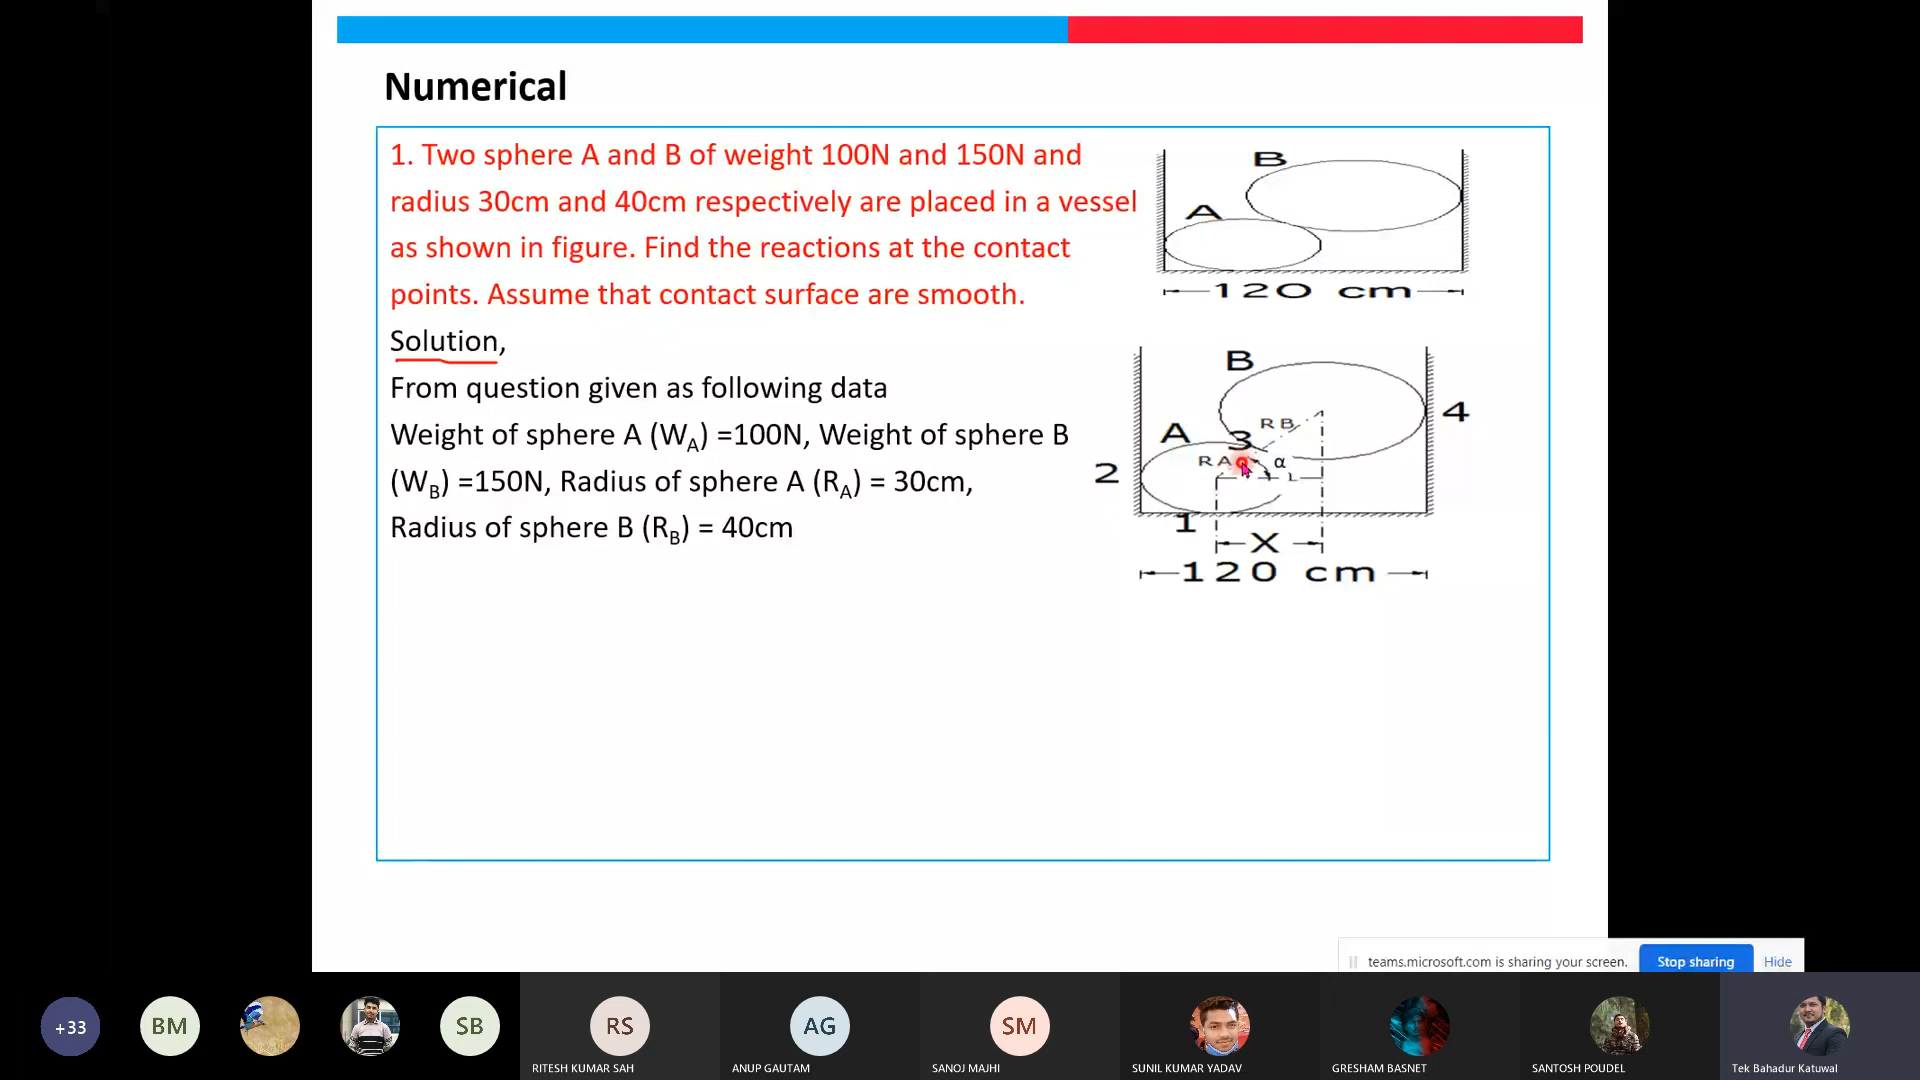 Numerical
1. Two sphere A and B of weight 100N and 150N and
radius 30cm and 40cm respectively are placed in a vessel
as shown in figure. Find the reactions at the contact
points. Assume that contact surface are smooth.
Solution,
From question given as following data
Weight of sphere A (WA) =100N, Weight of sphere B
(WB) =150N, Radius of sphere A (RA) = 30cm,
Radius of sphere B (RB) = 40cm
B
A
120 cm
B
4
RB
A
3
RA
α
2
L
1
X
120 cm
teams.microsoft.com is sharing your screen.
Stop sharing
Hide
+33
BM
SB
RS
AG
SM
RITESH KUMAR SAH
ANUP GAUTAM
SANOJ MAJHI
SUNIL KUMAR YADAV
GRESHAM BASNET
SANTOSH POUDEL
Tek Bahadur Katuwal